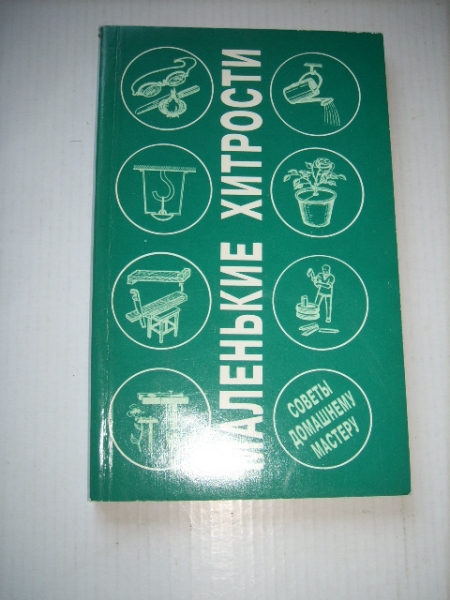 МАЛЕНЬКИЕ ХИТРОСТИ
СОВЕТЫ
ДОМАШНЕМУ
МАСТЕРУ